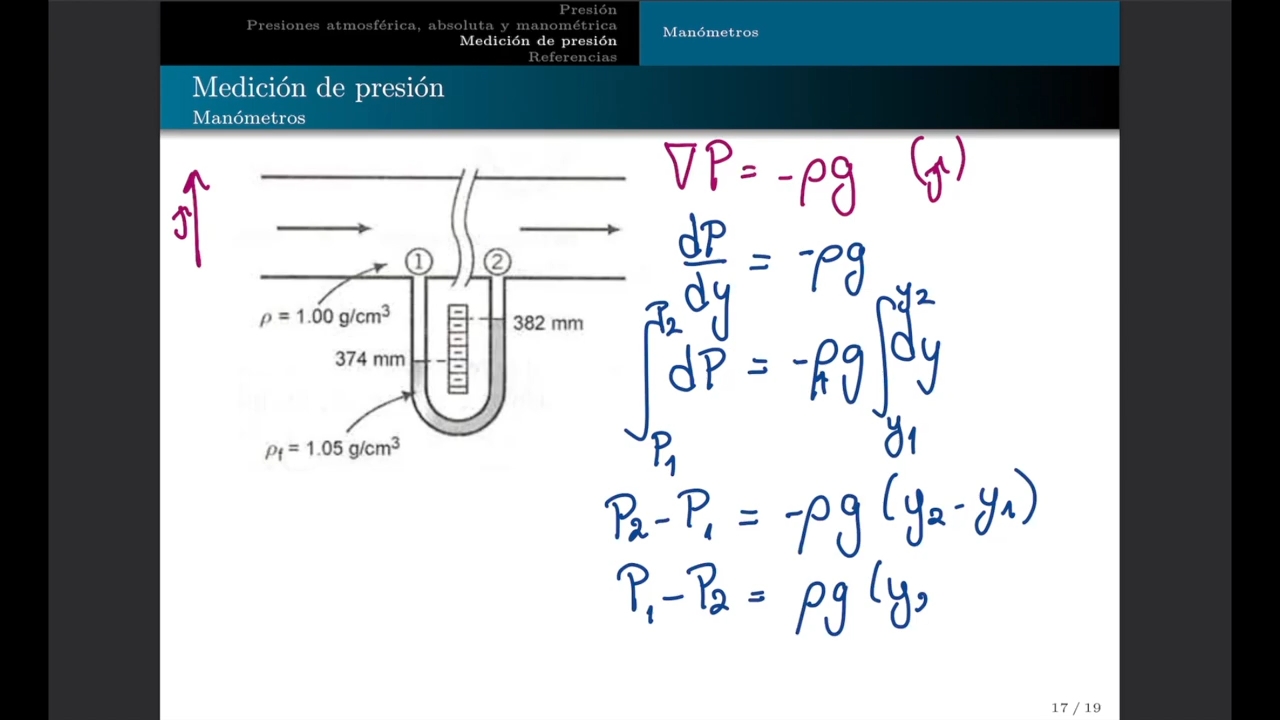 Presión
Presiones atmosférica, absoluta y manométrica
Medición de presión
Referencias
Manómetros
Medición de presión
Manómetros
y
① ②
ρ = 1.00 g/cm³
382 mm
374 mm
ρf = 1.05 g/cm³
∇P = -ρg (y)
dP/dy = -ρg
∫_{P₁}^{P₂} dP = -ρg ∫_{y₁}^{y₂} dy
P₂ - P₁ = -ρg (y₂ - y₁)
P₁ - P₂ = ρg (y
17 / 19